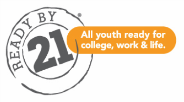 READY BY
21®
All youth ready for
college, work & life.